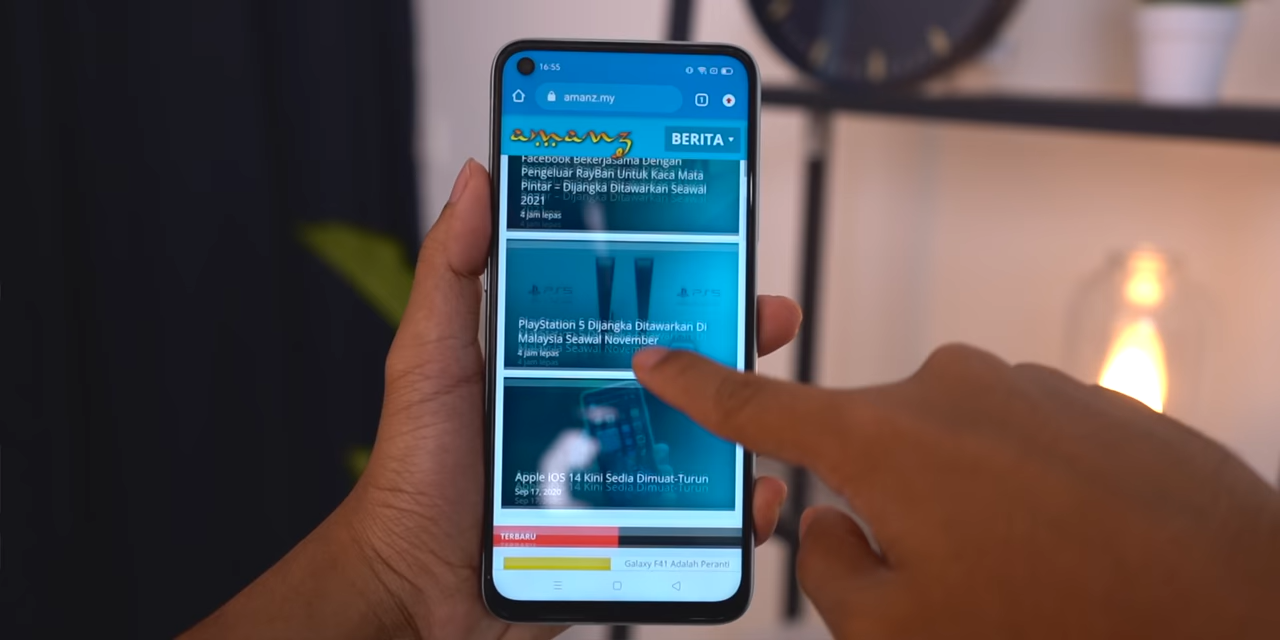 16:55
amanz.my
1
amanz
BERITA
Facebook Bekerjasama Dengan
Pengeluar RayBan Untuk Kaca Mata
Pintar – Dijangka Ditawarkan Seawal
2021
4 jam lepas
PS5
PS5
PlayStation 5 Dijangka Ditawarkan Di
Malaysia Seawal November
4 jam lepas
Apple iOS 14 Kini Sedia Dimuat-Turun
Sep 17, 2020
TERBARU
Galaxy F41 Adalah Peranti